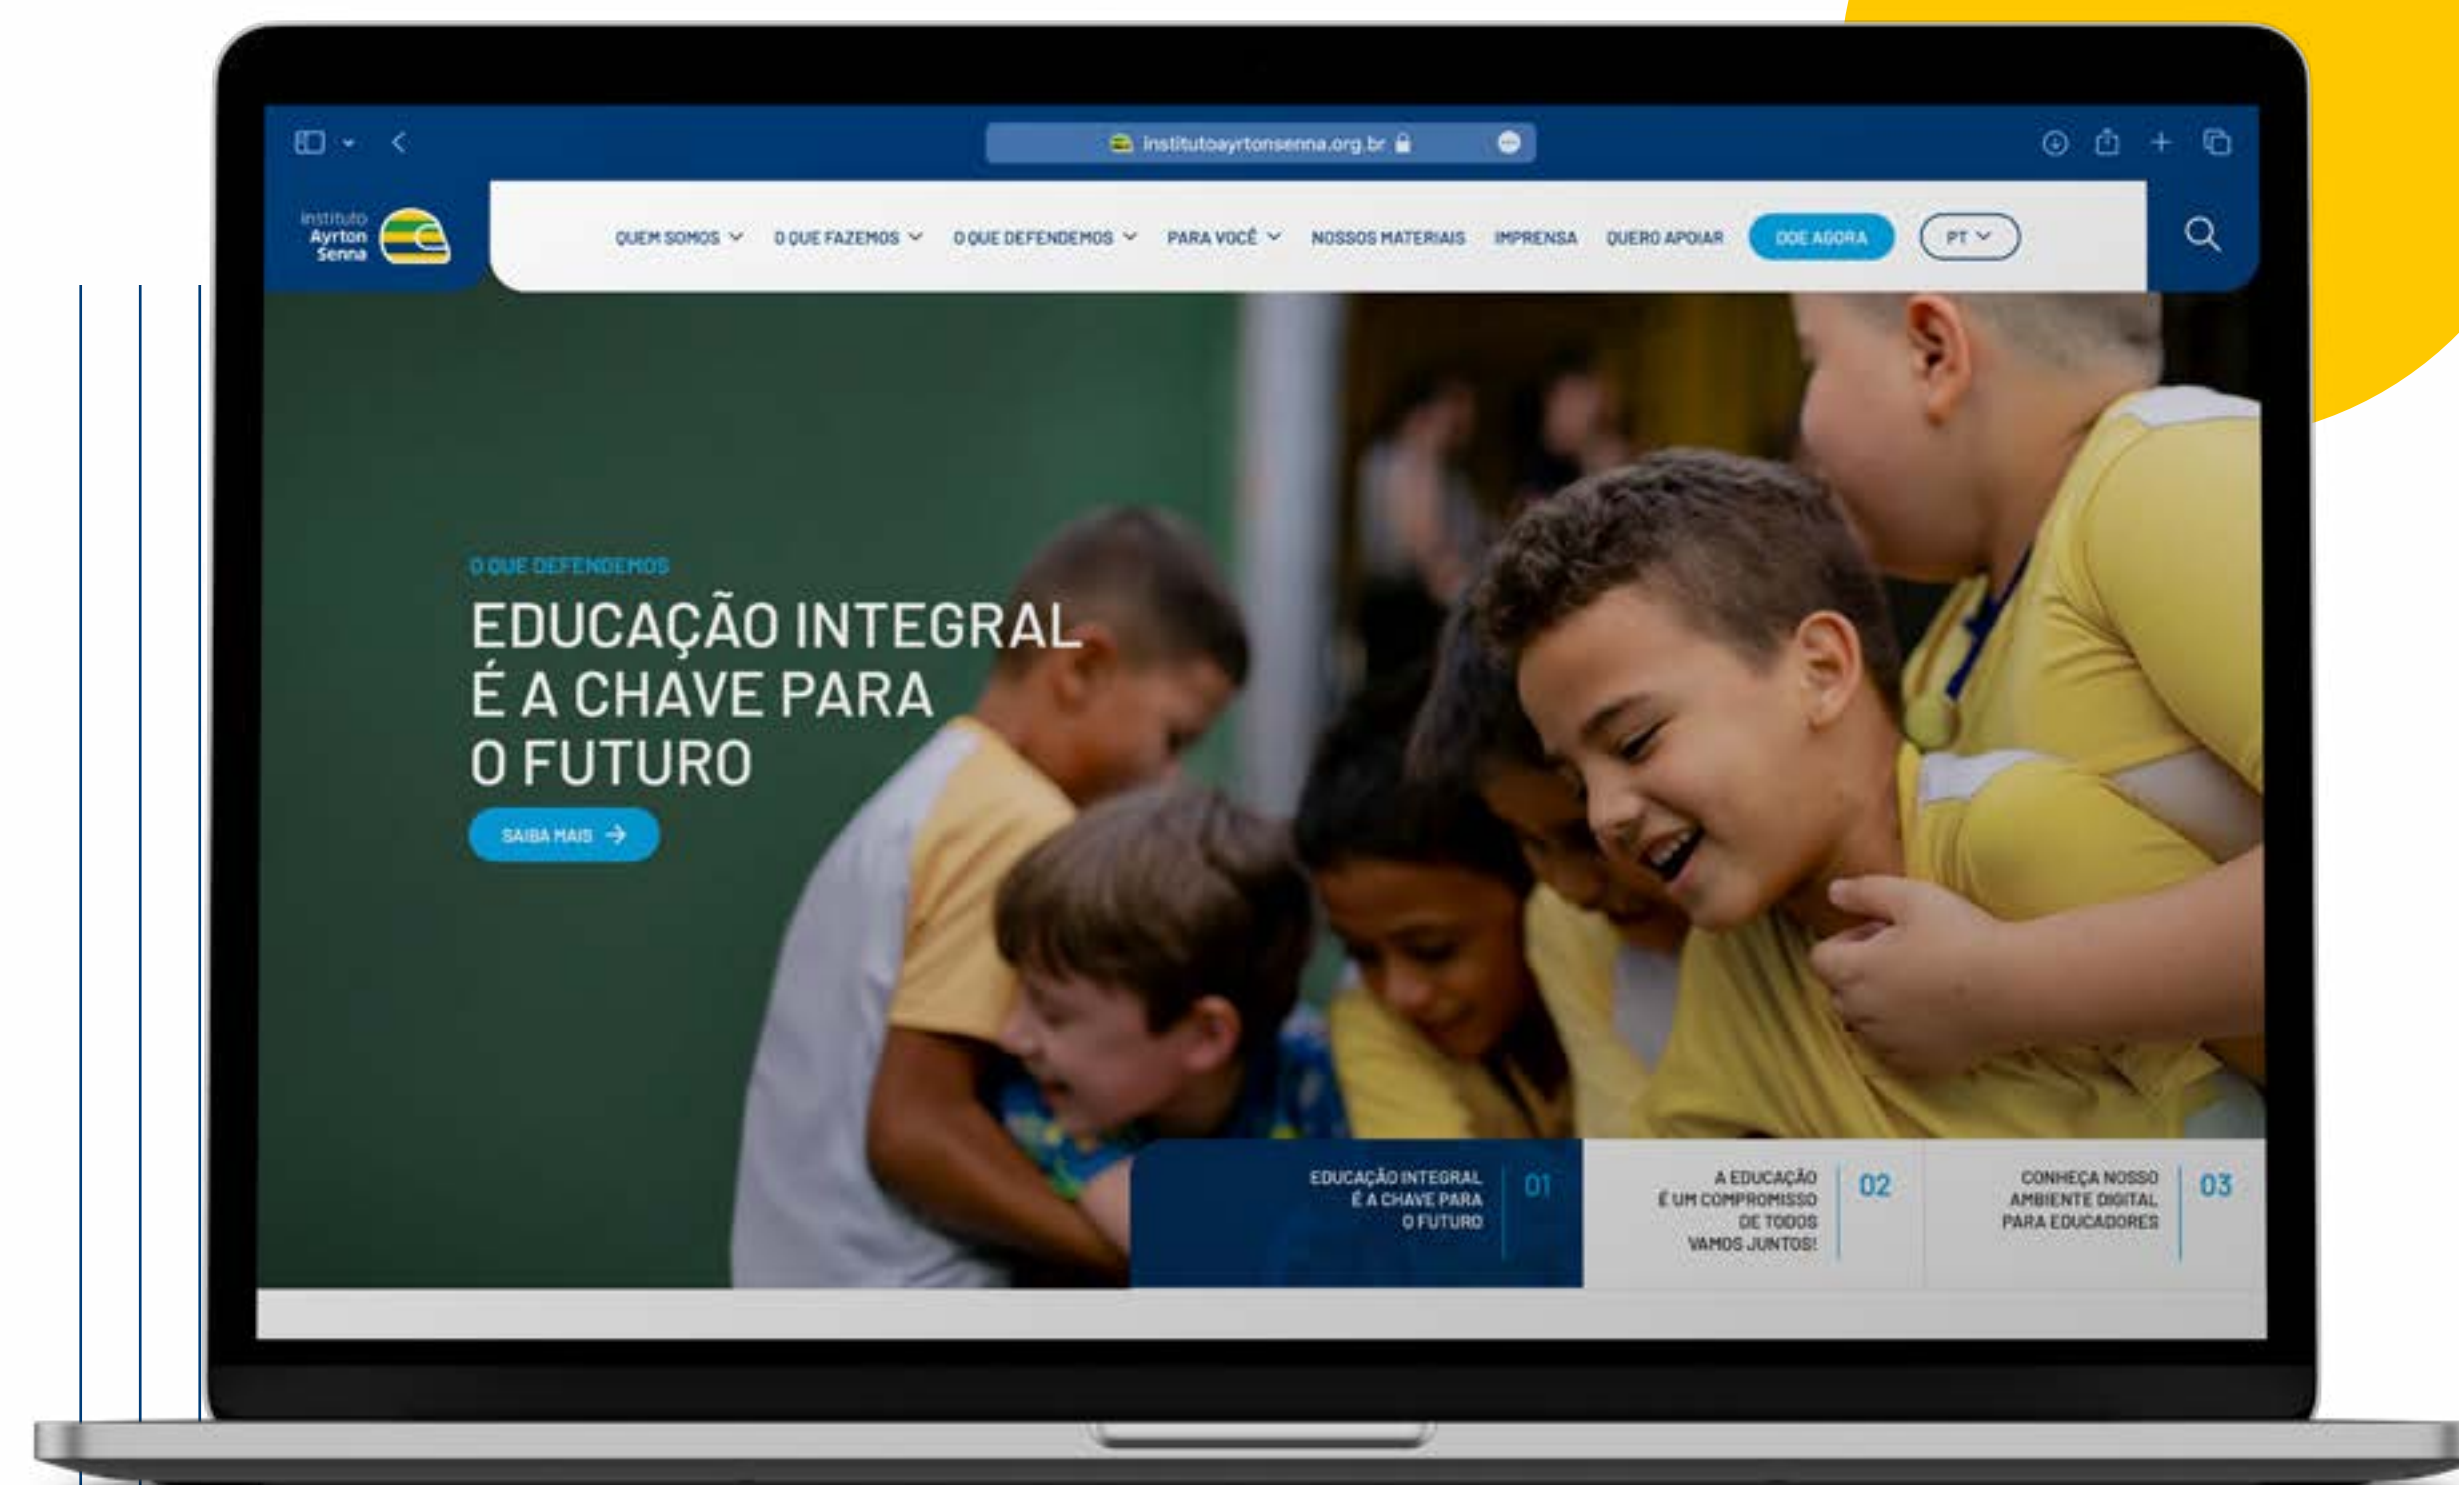 institutoayrtonsenna.org.br
instituto
Ayrton
Senna
QUEM SOMOS
O QUE FAZEMOS
O QUE DEFENDEMOS
PARA VOCÊ
NOSSOS MATERIAIS
IMPRENSA
QUERO APOIAR
DOE AGORA
PT
O QUE DEFENDEMOS
EDUCAÇÃO INTEGRAL
É A CHAVE PARA
O FUTURO
SAIBA MAIS
EDUCAÇÃO INTEGRAL
É A CHAVE PARA
O FUTURO
01
A EDUCAÇÃO
É UM COMPROMISSO
DE TODOS
VAMOS JUNTOS!
02
CONHEÇA NOSSO
AMBIENTE DIGITAL
PARA EDUCADORES
03